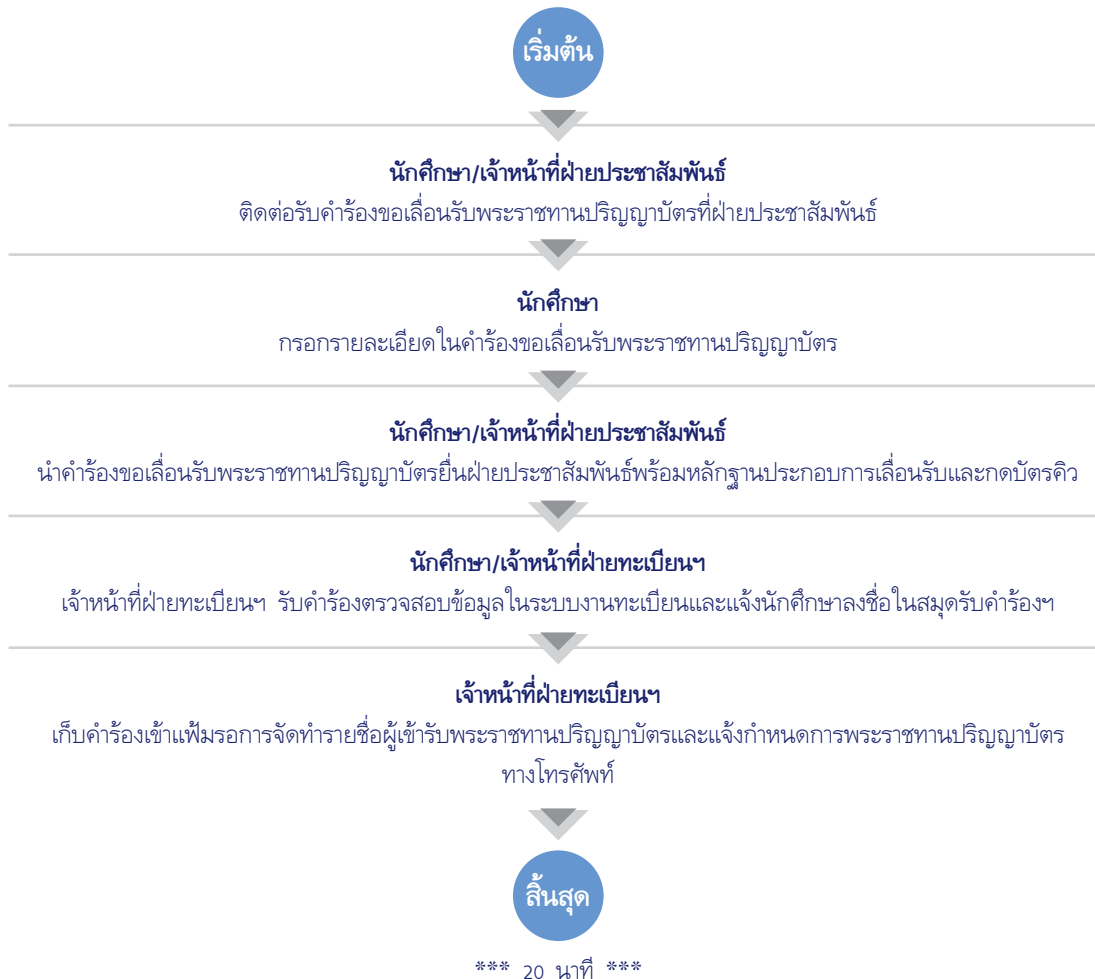 เริ่มต้น
นักศึกษา/เจ้าหน้าที่ฝ่ายประชาสัมพันธ์
ติดต่อรับคำร้องขอเลื่อนรับพระราชทานปริญญาบัตรที่ฝ่ายประชาสัมพันธ์
นักศึกษา
กรอกรายละเอียดในคำร้องขอเลื่อนรับพระราชทานปริญญาบัตร
นักศึกษา/เจ้าหน้าที่ฝ่ายประชาสัมพันธ์
นำคำร้องขอเลื่อนรับพระราชทานปริญญาบัตรยื่นฝ่ายประชาสัมพันธ์พร้อมหลักฐานประกอบการเลื่อนรับและกดบัตรคิว
นักศึกษา/เจ้าหน้าที่ฝ่ายทะเบียนฯ
เจ้าหน้าที่ฝ่ายทะเบียนฯ รับคำร้องตรวจสอบข้อมูลในระบบงานทะเบียนและแจ้งนักศึกษาลงชื่อในสมุดรับคำร้องฯ
เจ้าหน้าที่ฝ่ายทะเบียนฯ
เก็บคำร้องเข้าแฟ้มรอการจัดทำรายชื่อผู้เข้ารับพระราชทานปริญญาบัตรและแจ้งกำหนดการพระราชทานปริญญาบัตร
ทางโทรศัพท์
สิ้นสุด
*** 20 นาที ***